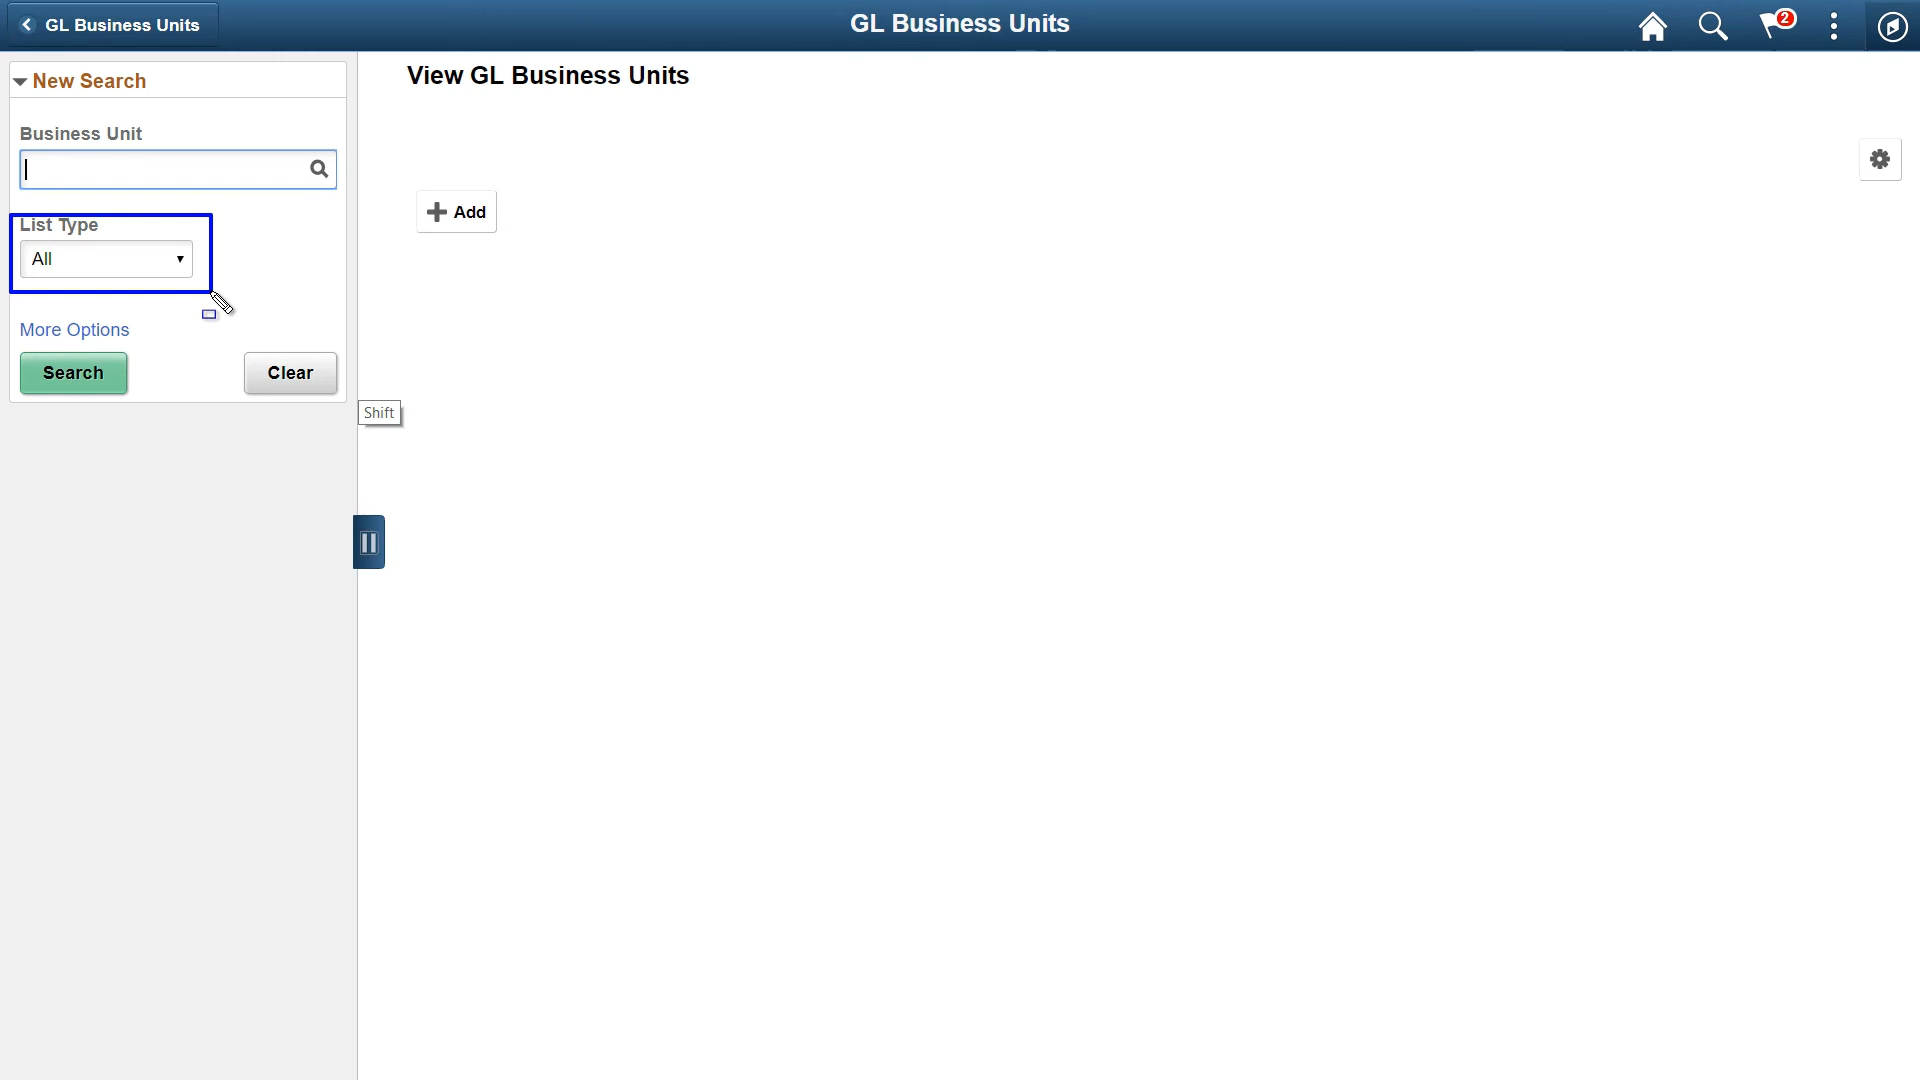 GL Business Units
GL Business Units
2
New Search
View GL Business Units
Business Unit
Add
List Type
All
More Options
Search
Clear
Shift